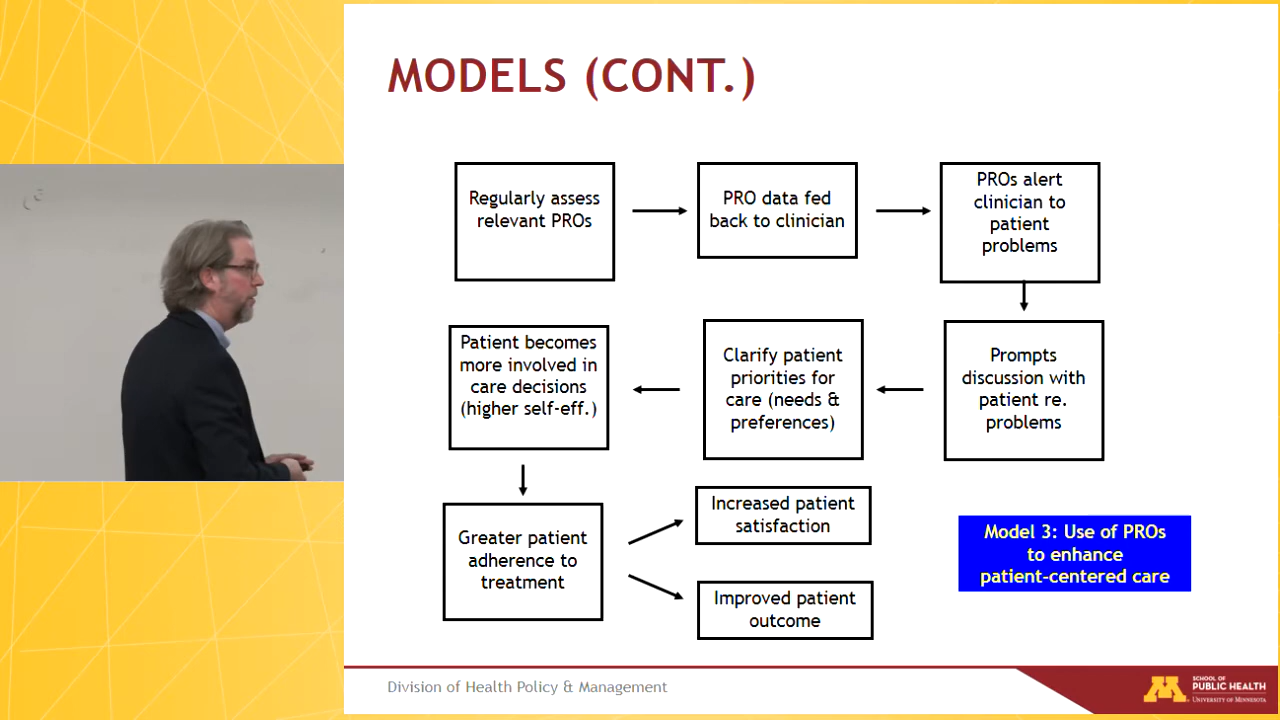 MODELS (CONT.)
Regularly assess
relevant PROs
PRO data fed
back to clinician
PROs alert
clinician to
patient
problems
Prompts
discussion with
patient re.
problems
Clarify patient
priorities for
care (needs &
preferences)
Patient becomes
more involved in
care decisions
(higher self-eff.)
Greater patient
adherence to
treatment
Increased patient
satisfaction
Improved patient
outcome
Model 3: Use of PROs
to enhance
patient-centered care
Division of Health Policy & Management
M
SCHOOL OF
PUBLIC HEALTH
UNIVERSITY OF MINNESOTA